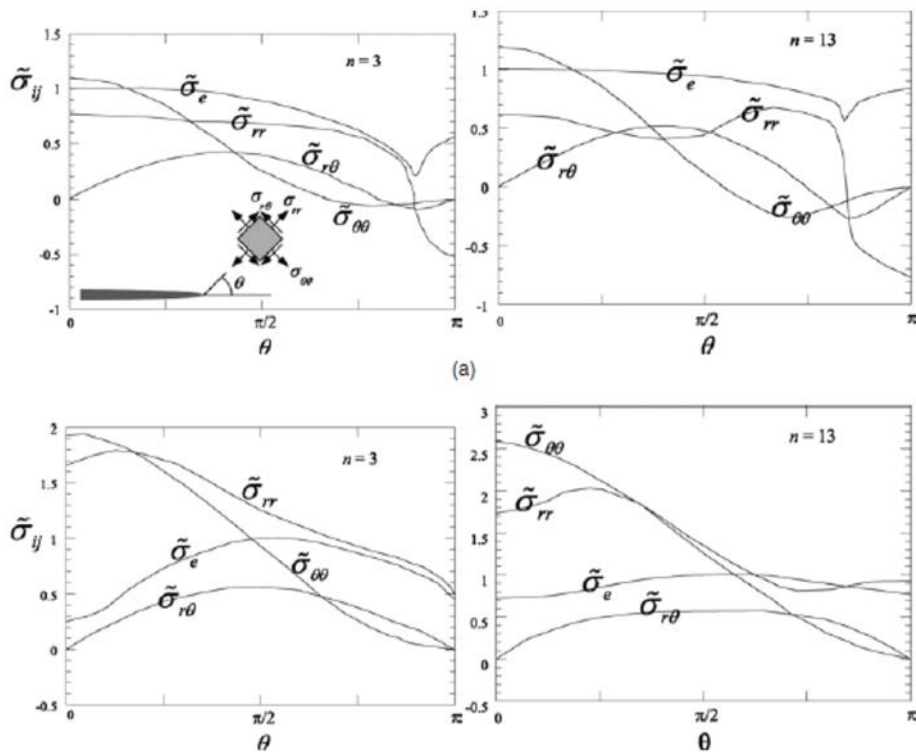 1.5
1
0.5
0
-0.5
-1
σ̃ij
n = 3
σ̃e
σ̃rr
σ̃rθ
σ̃θθ
σrθ
σrr
σθθ
θ
0
π/2
π
θ
1
0.5
0
-0.5
-1
n = 13
σ̃e
σ̃rr
σ̃rθ
σ̃θθ
0
π/2
π
(a)
2
1.5
1
0.5
0
-0.5
σ̃ij
n = 3
σ̃rr
σ̃e
σ̃θθ
σ̃rθ
0
π/2
π
θ
3
2.5
2
1.5
1
0.5
0
-0.5
n = 13
σ̃θθ
σ̃rr
σ̃e
σ̃rθ
0
π/2
π
θ